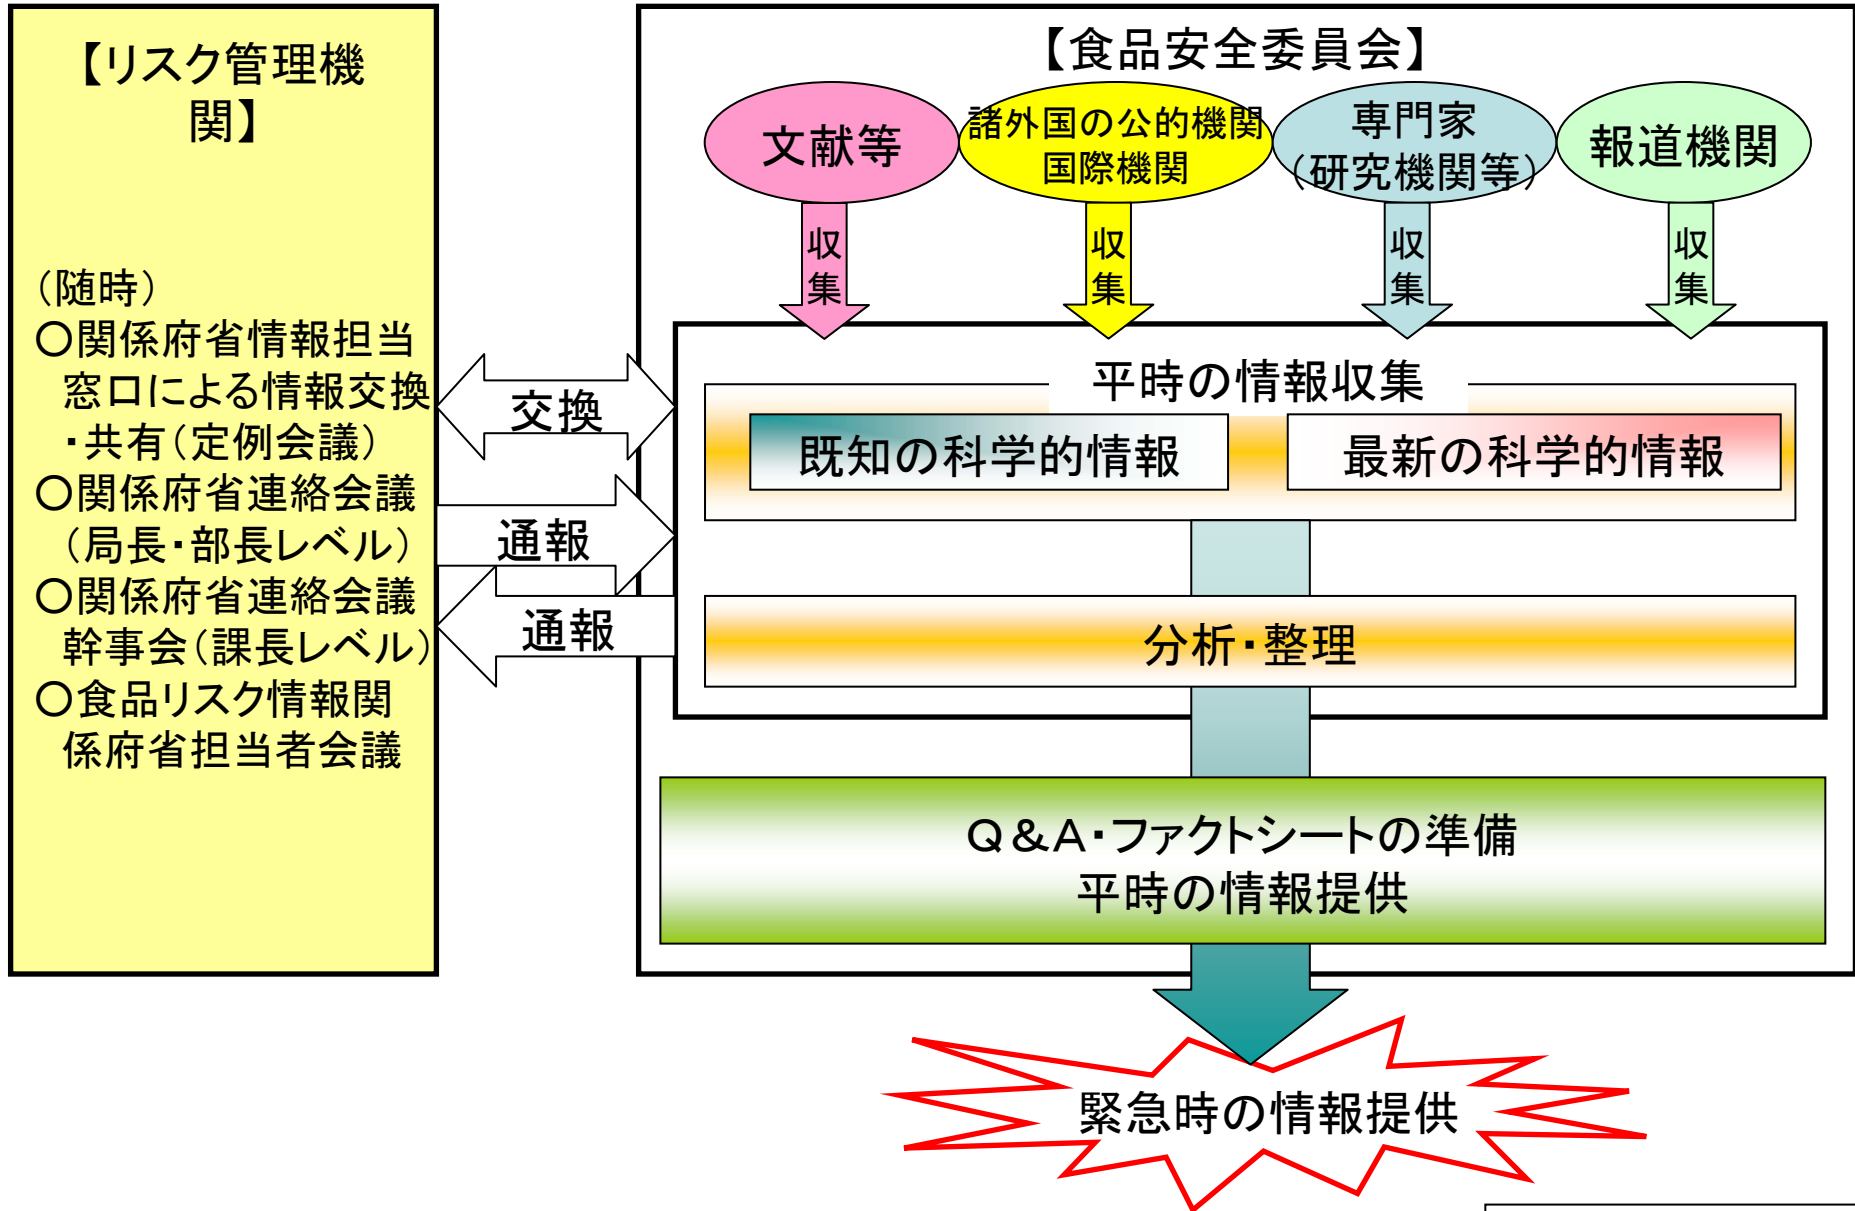 【リスク管理機
関】
（随時）
○関係府省情報担当
窓口による情報交換
・共有（定例会議）
○関係府省連絡会議
（局長・部長レベル）
○関係府省連絡会議
幹事会（課長レベル）
○食品リスク情報関
係府省担当者会議
交換
通報
通報
【食品安全委員会】
文献等
諸外国の公的機関
国際機関
専門家
（研究機関等）
報道機関
収集
収集
収集
収集
平時の情報収集
既知の科学的情報
最新の科学的情報
分析・整理
Q＆A・ファクトシートの準備
平時の情報提供
緊急時の情報提供